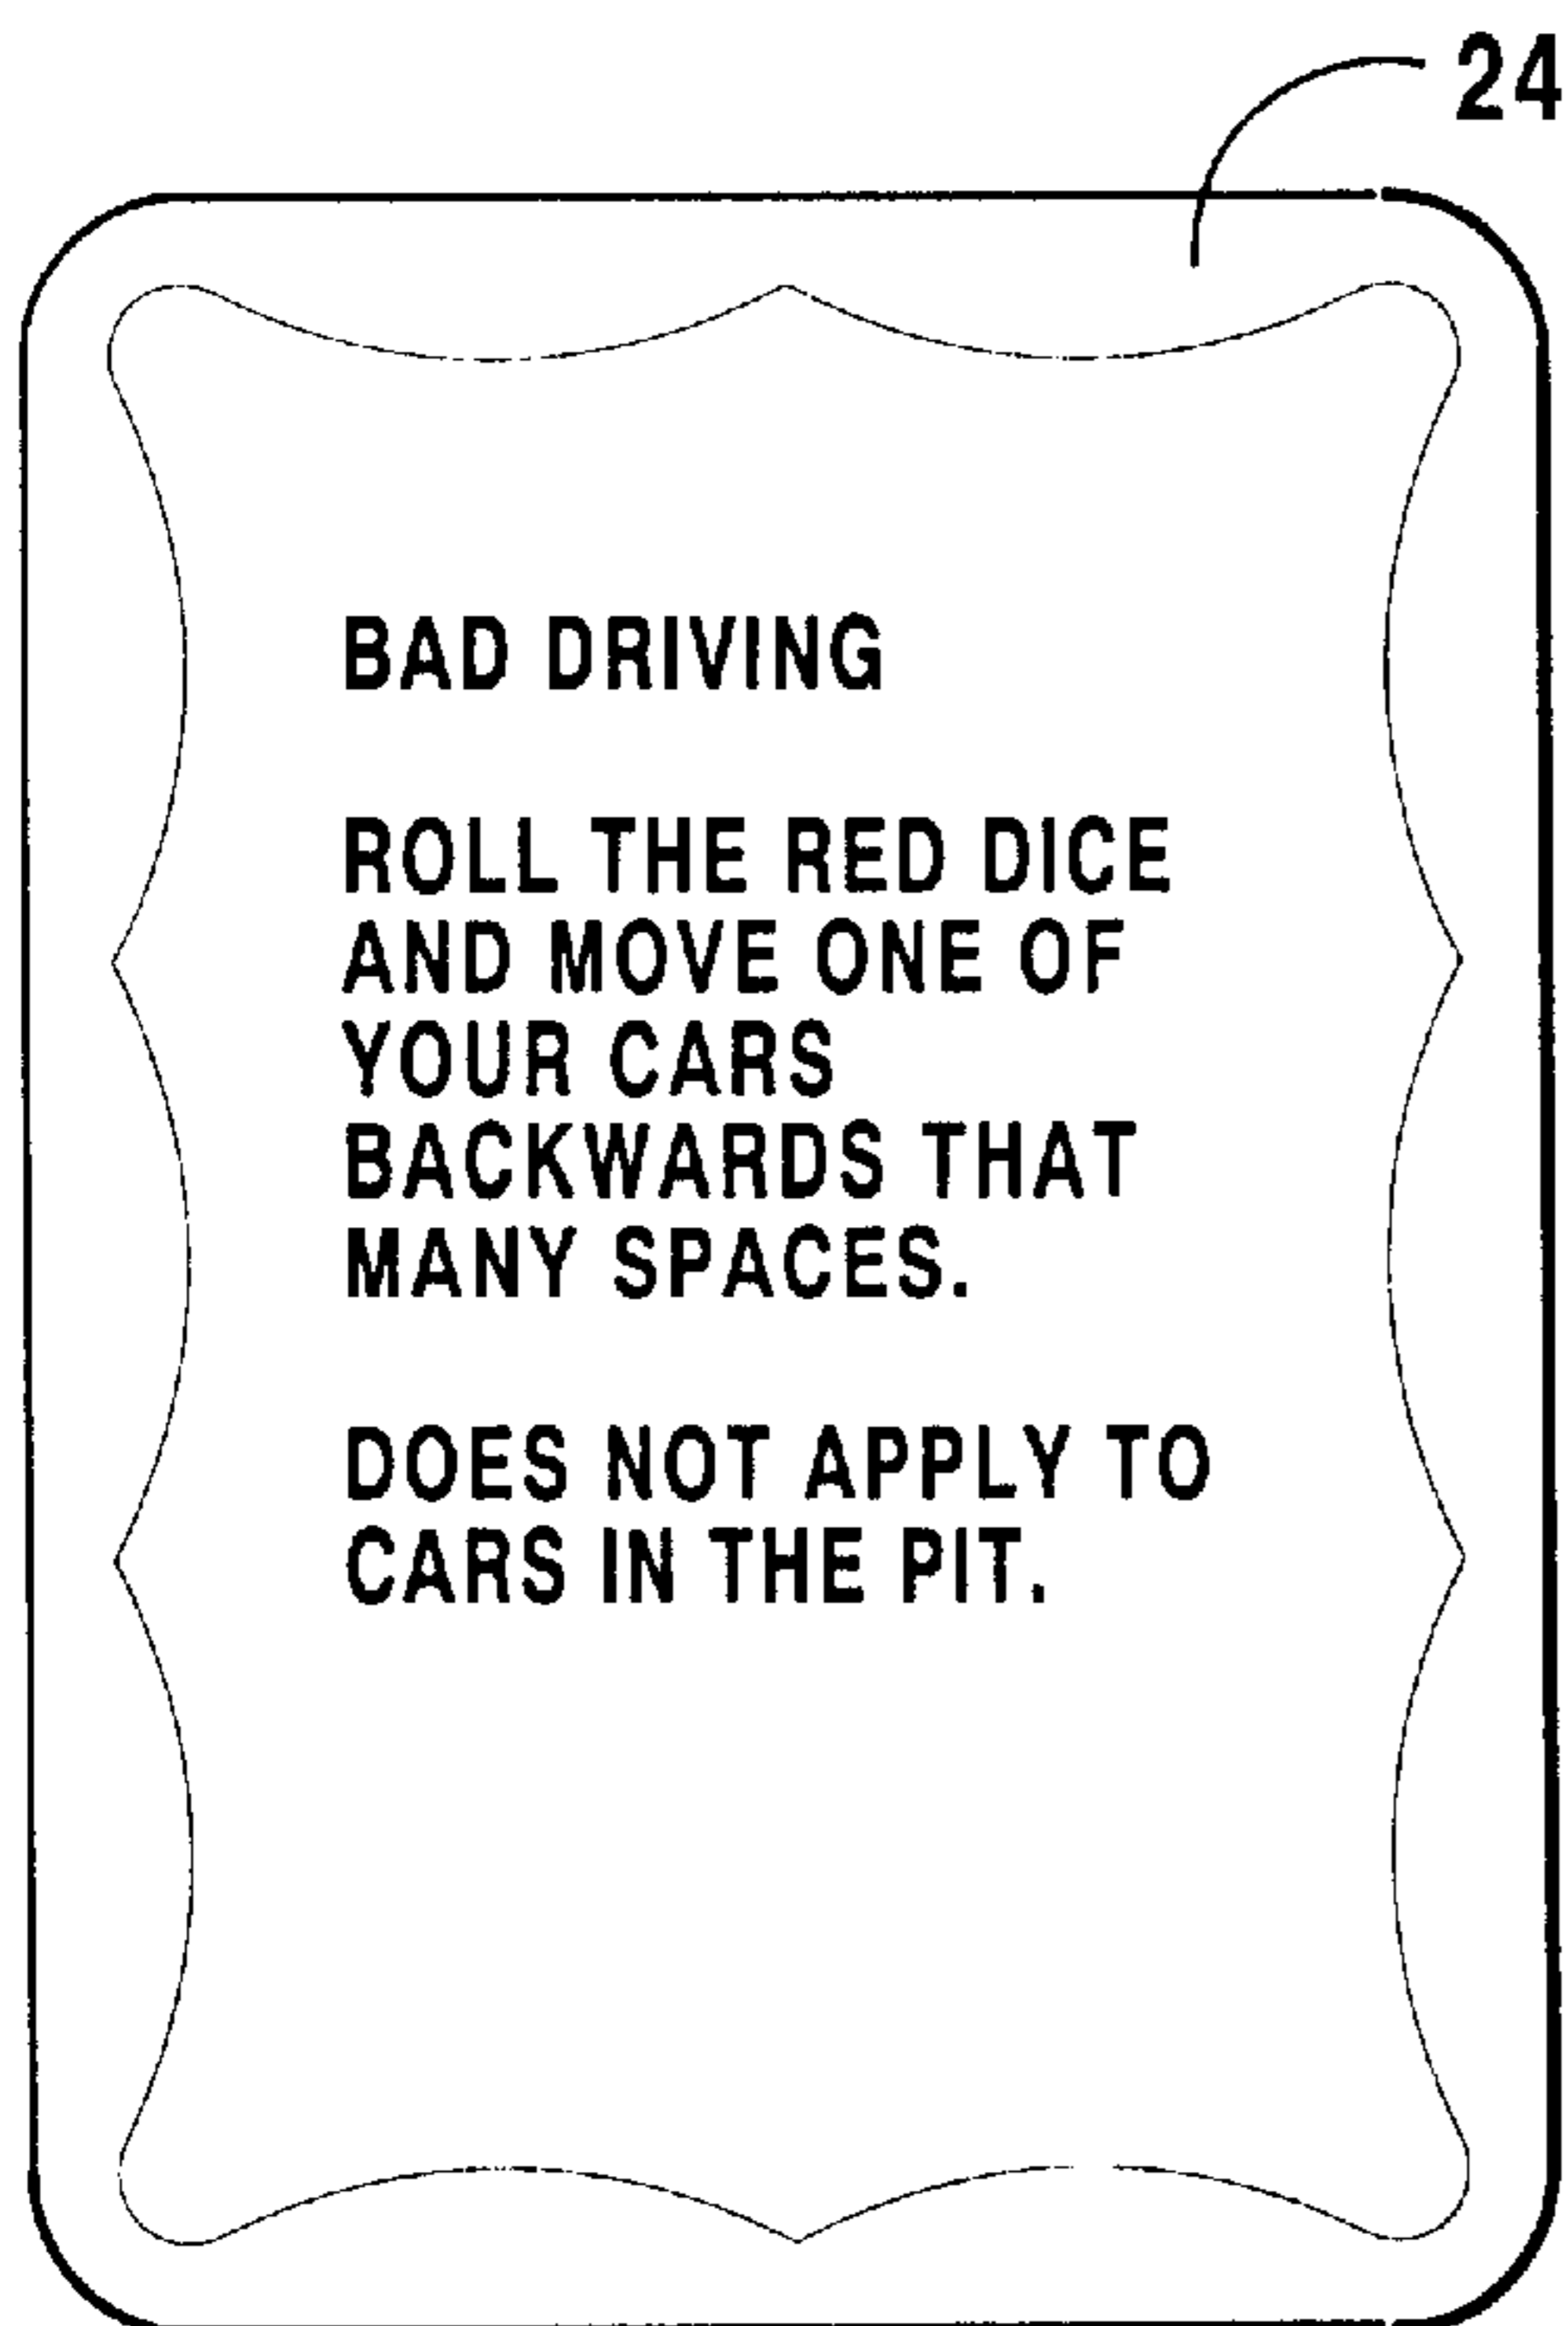 24
BAD DRIVING
ROLL THE RED DICE
AND MOVE ONE OF
YOUR CARS
BACKWARDS THAT
MANY SPACES.
DOES NOT APPLY TO
CARS IN THE PIT.